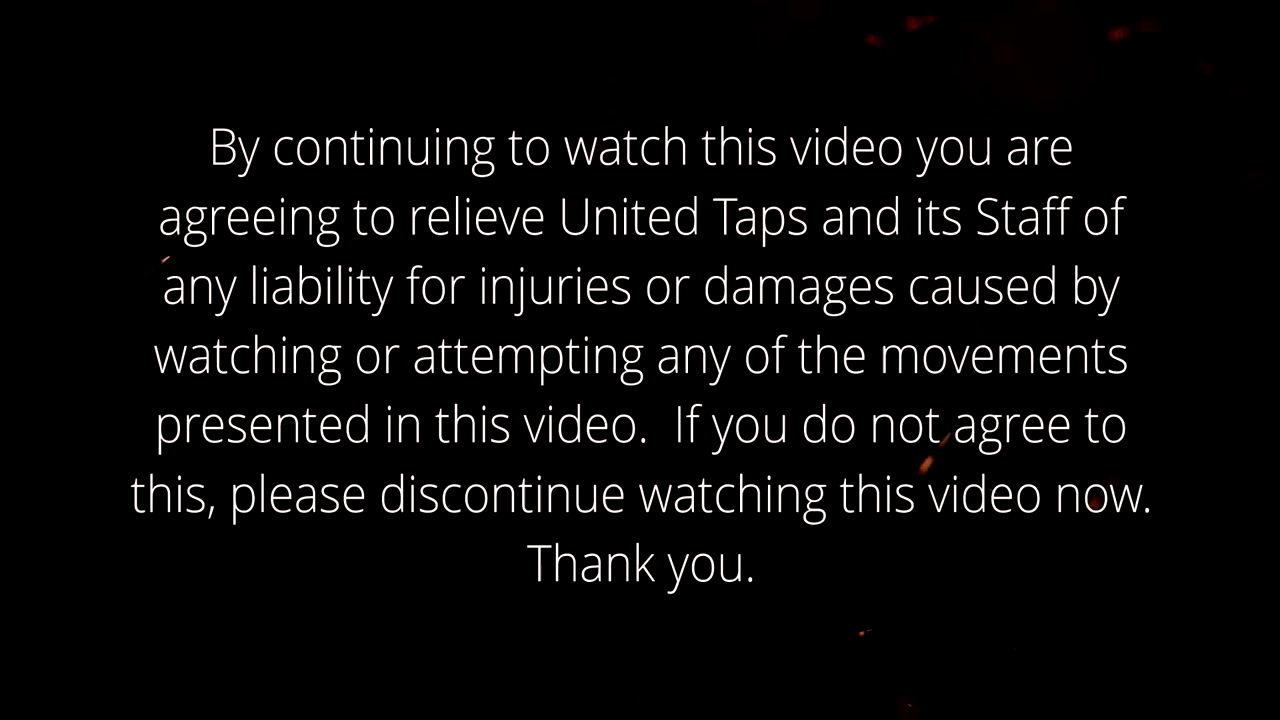 By continuing to watch this video you are
agreeing to relieve United Taps and its Staff of
any liability for injuries or damages caused by
watching or attempting any of the movements
presented in this video.  If you do not agree to
this, please discontinue watching this video now.
Thank you.